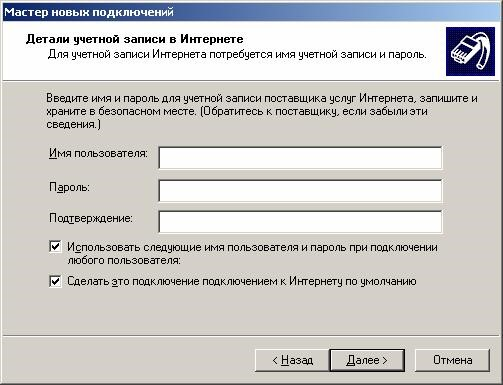 Мастер новых подключений
Детали учетной записи в Интернете
Для учетной записи Интернета потребуется имя учетной записи и пароль.
Введите имя и пароль для учетной записи поставщика услуг Интернета, запишите и
храните в безопасном месте. (Обратитесь к поставщику, если забыли эти
сведения.)
Имя пользователя:
Пароль:
Подтверждение:
Использовать следующие имя пользователя и пароль при подключении
любого пользователя:
Сделать это подключение подключением к Интернету по умолчанию
< Назад
Далее >
Отмена